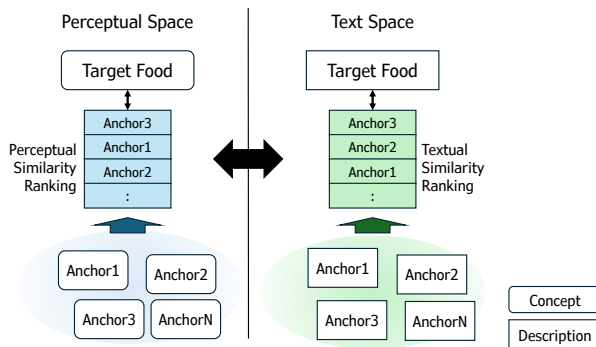 Perceptual Space
Text Space
Target Food
Target Food
Perceptual
Similarity
Ranking
Anchor3
Anchor1
Anchor2
:
Anchor3
Anchor2
Anchor1
:
Textual
Similarity
Ranking
Anchor1
Anchor2
Anchor3
AnchorN
Anchor1
Anchor2
Anchor3
AnchorN
Concept
Description